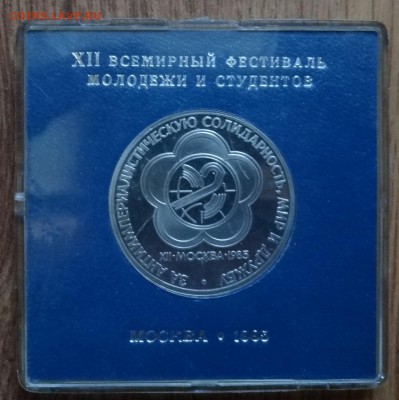 XII ВСЕМИРНЫЙ ФЕСТИВАЛЬ
МОЛОДЕЖИ И СТУДЕНТОВ
ЗА АНТИИМПЕРИАЛИСТИЧЕСКУЮ СОЛИДАРНОСТЬ, МИР И ДРУЖБУ
XII·МОСКВА·1985
МОСКВА • 1985